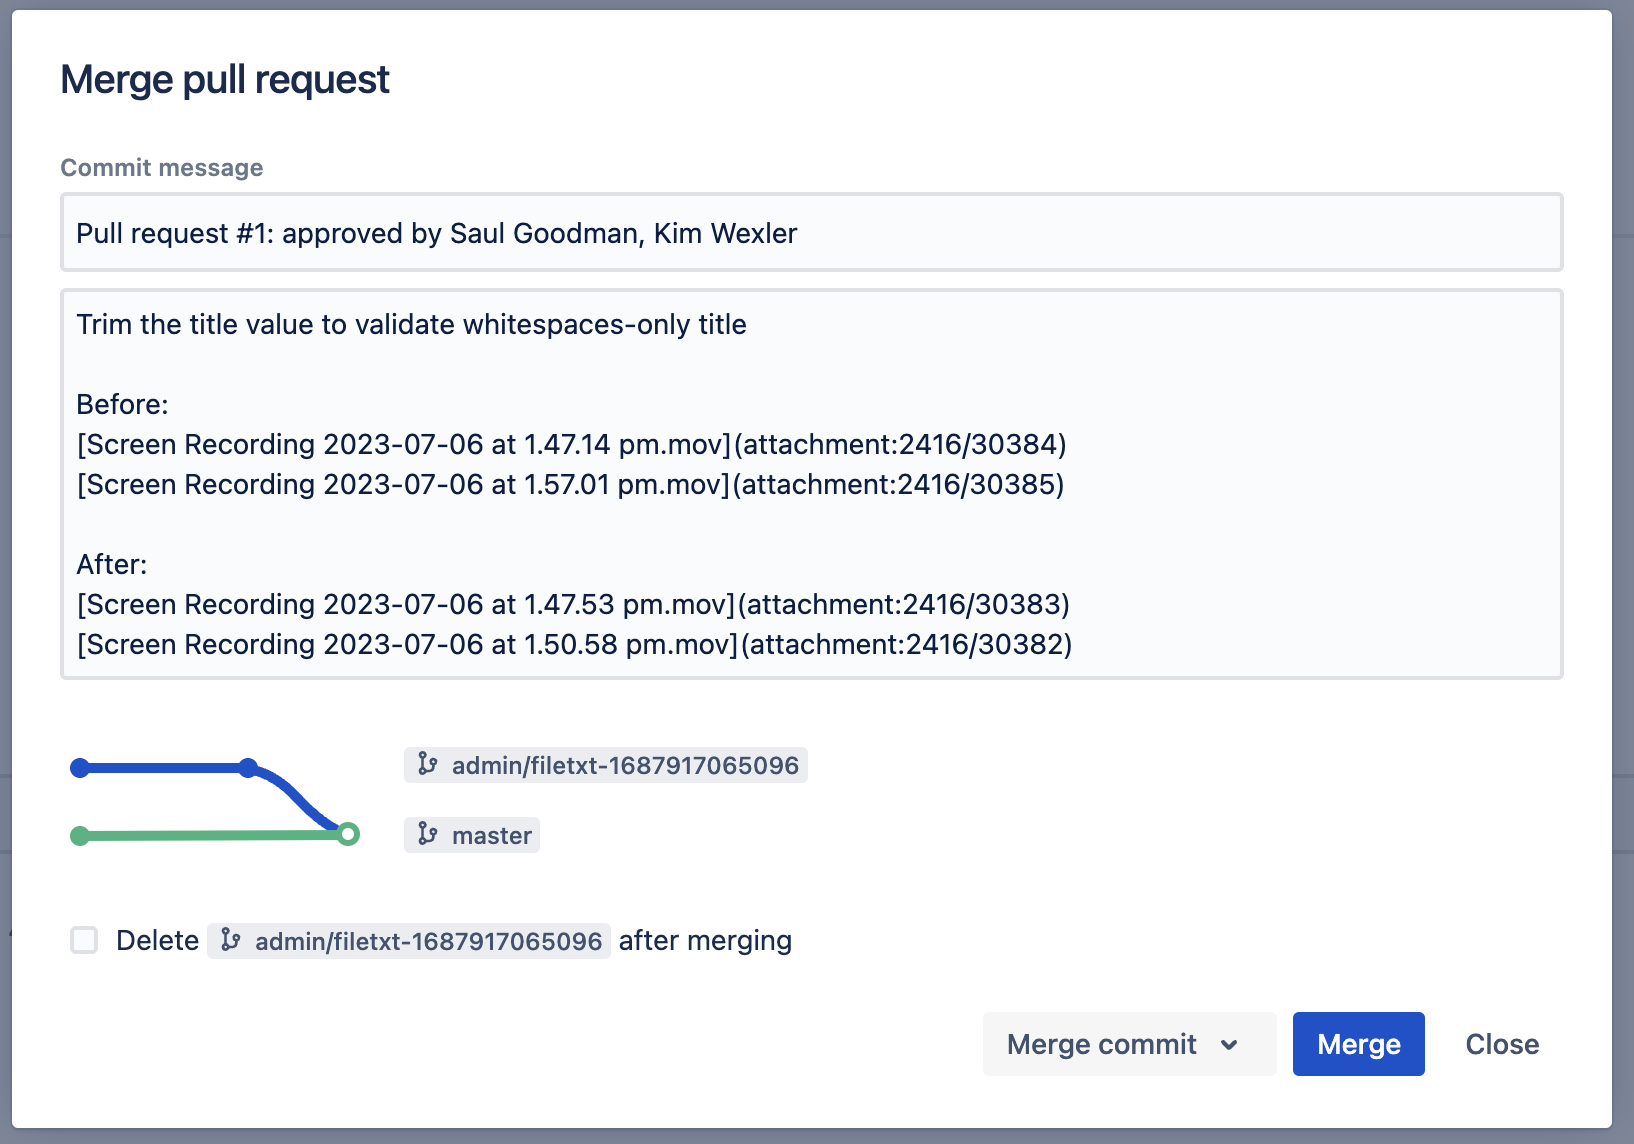 Merge pull request
Commit message
Pull request #1: approved by Saul Goodman, Kim Wexler
Trim the title value to validate whitespaces-only title
Before:
[Screen Recording 2023-07-06 at 1.47.14 pm.mov](attachment:2416/30384)
[Screen Recording 2023-07-06 at 1.57.01 pm.mov](attachment:2416/30385)
After:
[Screen Recording 2023-07-06 at 1.47.53 pm.mov](attachment:2416/30383)
[Screen Recording 2023-07-06 at 1.50.58 pm.mov](attachment:2416/30382)
admin/filetxt-1687917065096
master
Delete admin/filetxt-1687917065096 after merging
Merge commit Merge Close